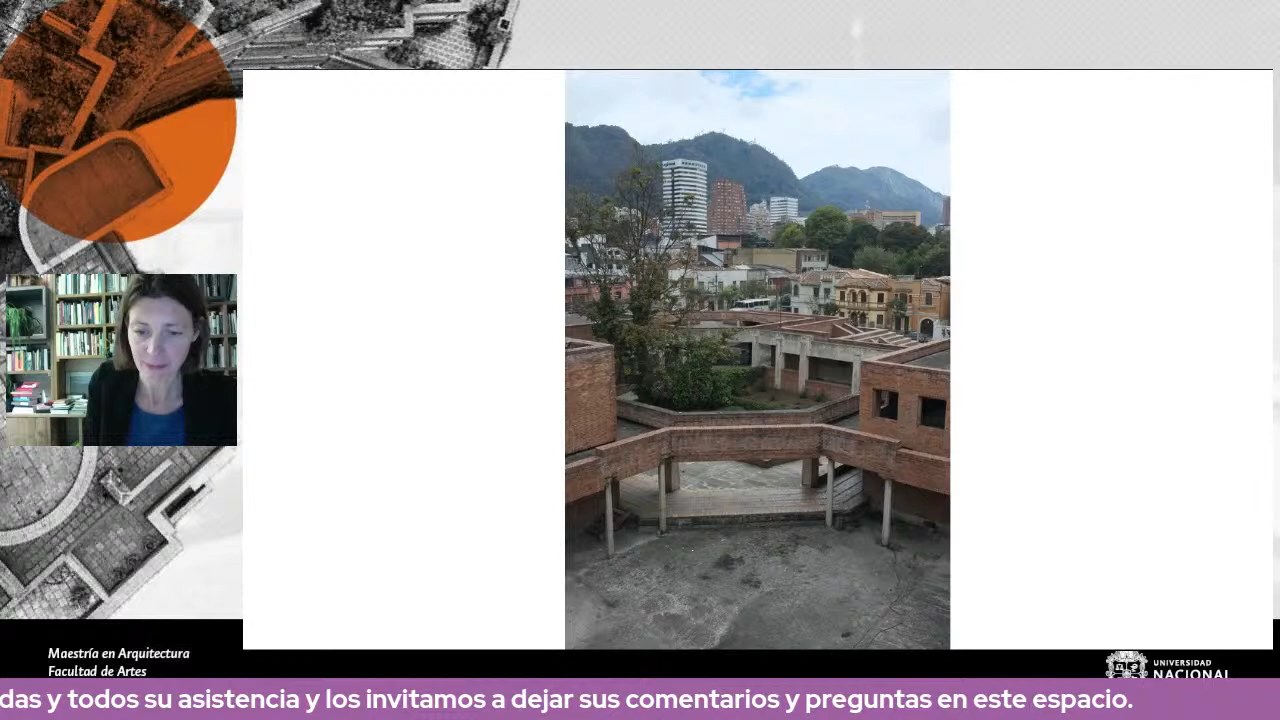 Maestría en Arquitectura
Facultad de Artes
UNIVERSIDAD
NACIONAL
das y todos su asistencia y los invitamos a dejar sus comentarios y preguntas en este espacio.